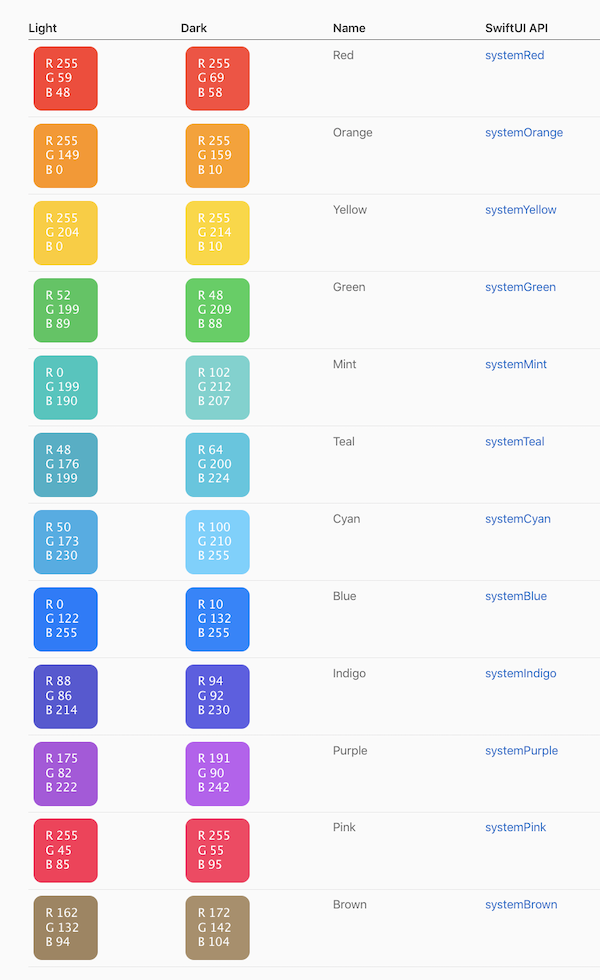 Light Dark Name SwiftUI API
R 255 R 255 Red systemRed
G 59 G 69
B 48 B 58
R 255 R 255 Orange systemOrange
G 149 G 159
B 0 B 10
R 255 R 255 Yellow systemYellow
G 204 G 214
B 0 B 10
R 52 R 48 Green systemGreen
G 199 G 209
B 89 B 88
R 0 R 102 Mint systemMint
G 199 G 212
B 190 B 207
R 48 R 64 Teal systemTeal
G 176 G 200
B 199 B 224
R 50 R 100 Cyan systemCyan
G 173 G 210
B 230 B 255
R 0 R 10 Blue systemBlue
G 122 G 132
B 255 B 255
R 88 R 94 Indigo systemIndigo
G 86 G 92
B 214 B 230
R 175 R 191 Purple systemPurple
G 82 G 90
B 222 B 242
R 255 R 255 Pink systemPink
G 45 G 55
B 85 B 95
R 162 R 172 Brown systemBrown
G 132 G 142
B 94 B 104